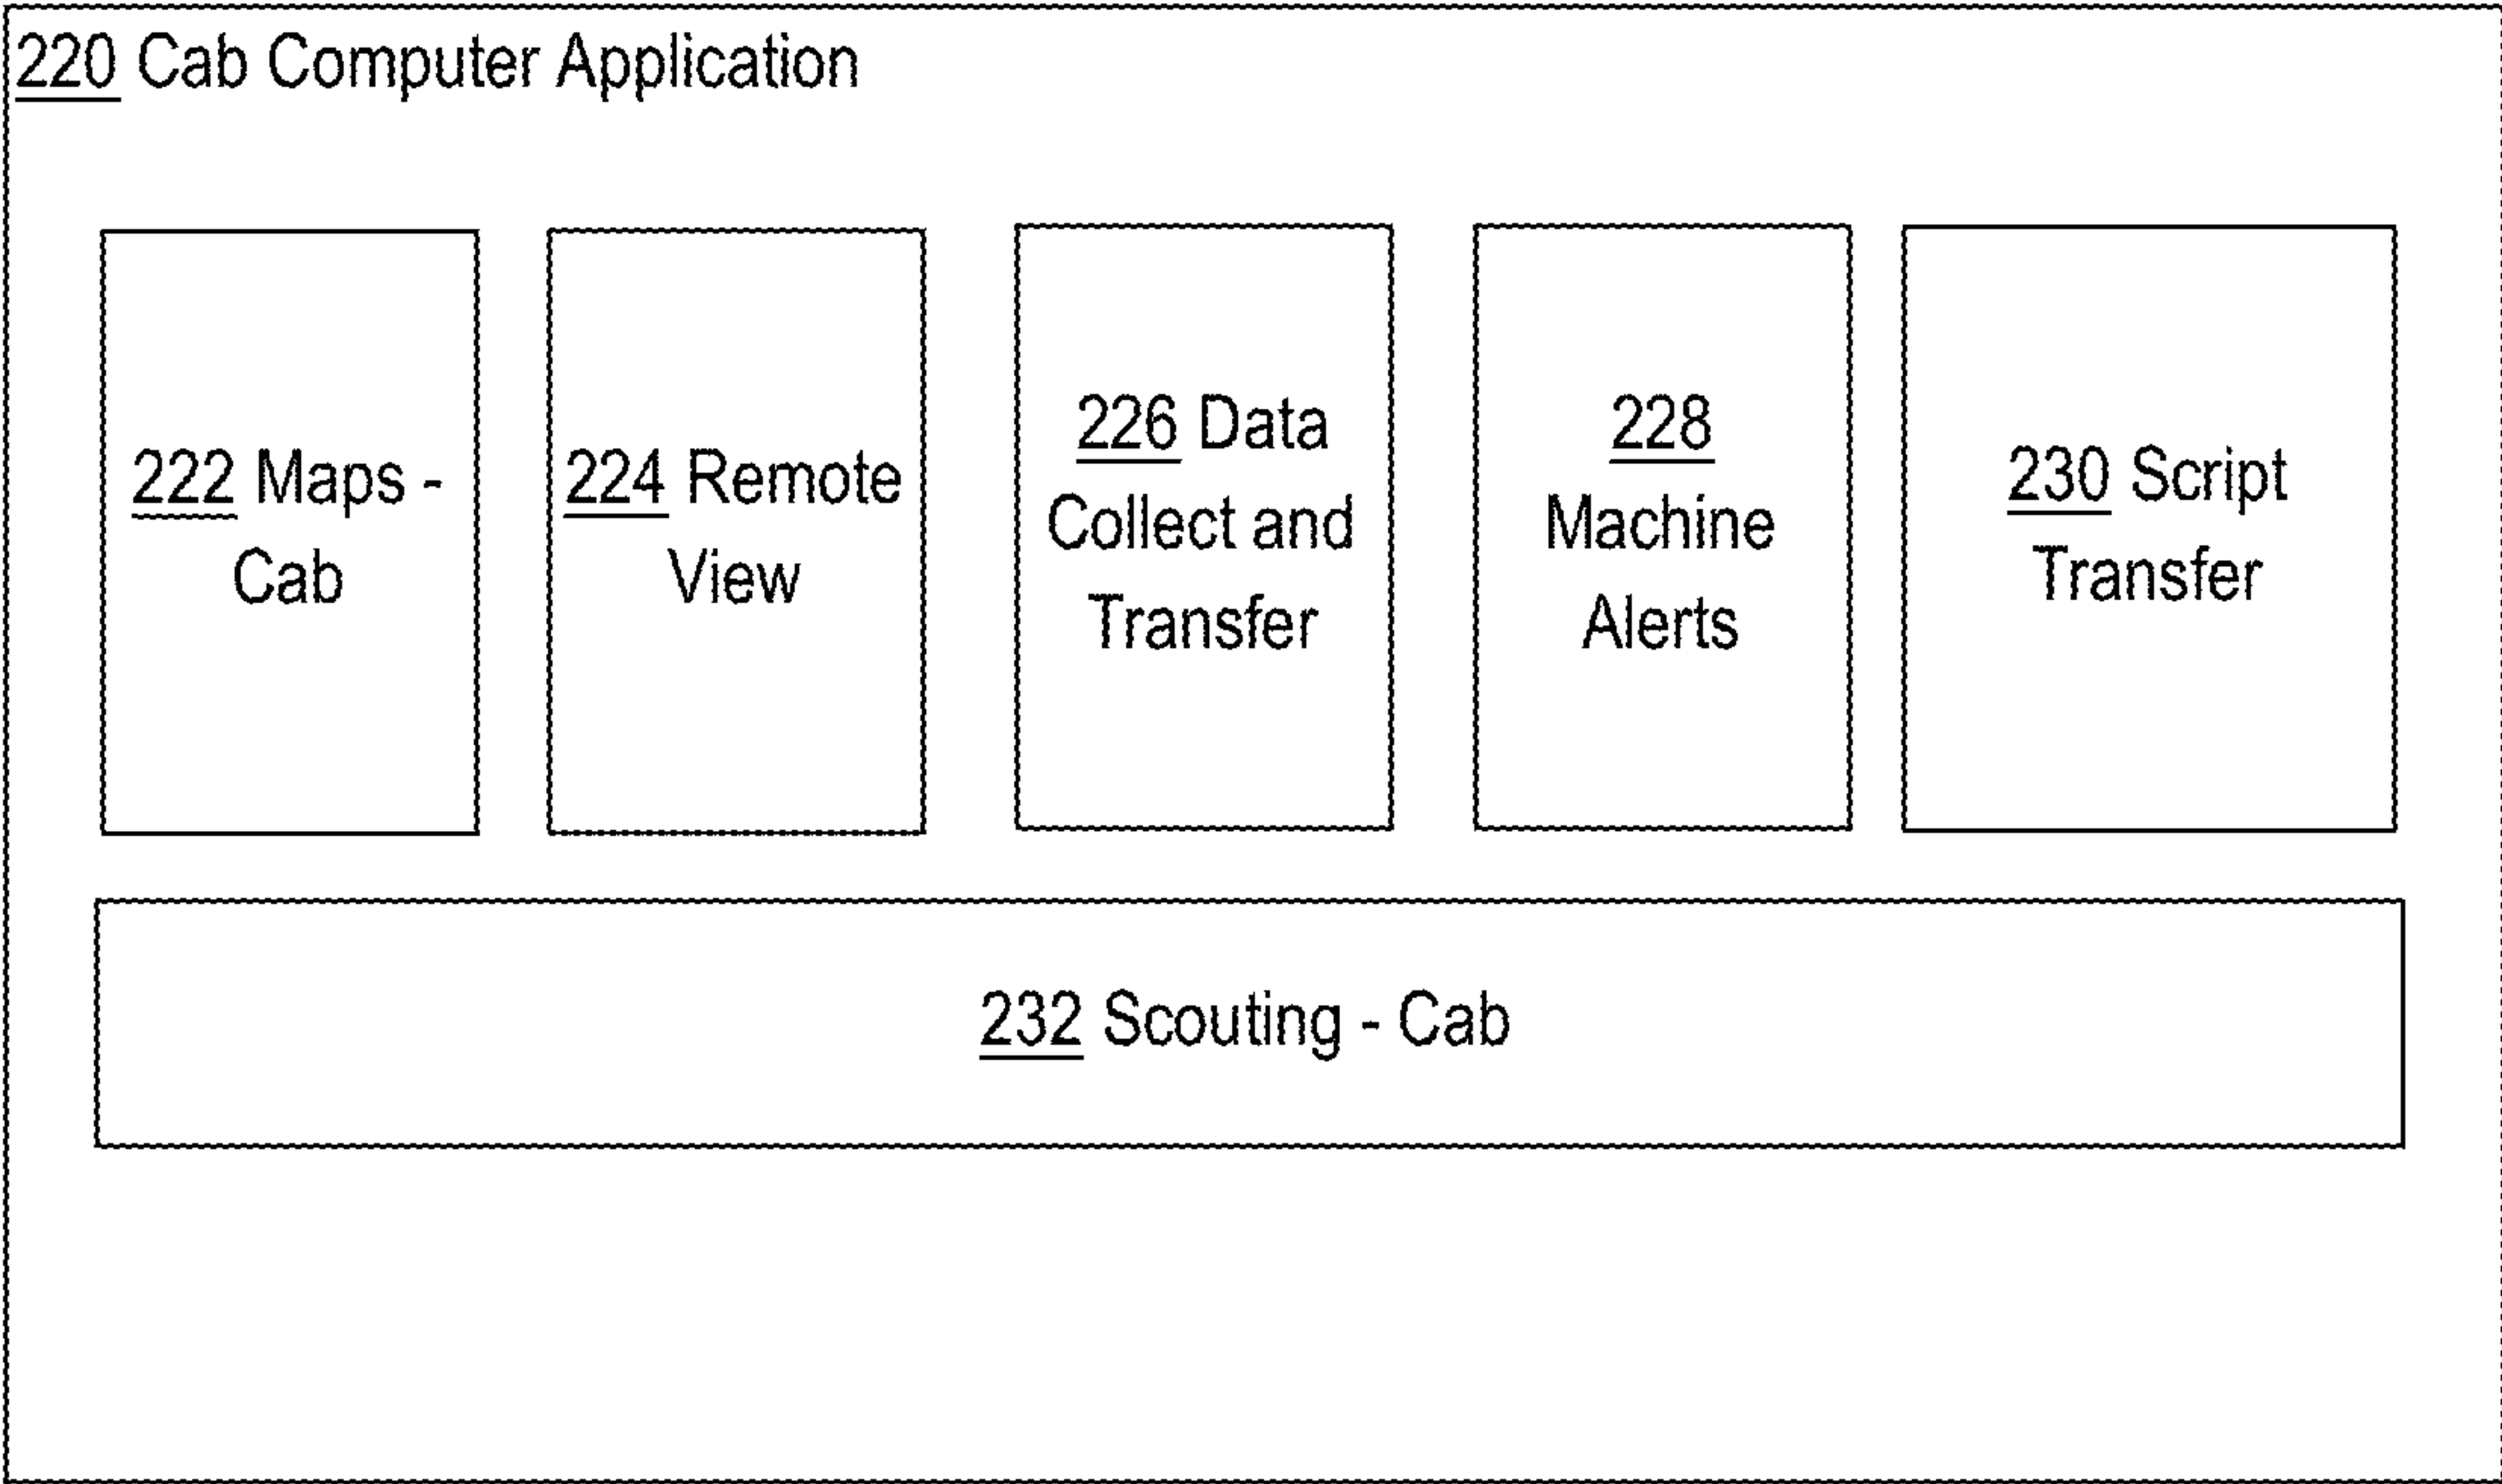 220 Cab Computer Application
222 Maps -
Cab
224 Remote
View
226 Data
Collect and
Transfer
228
Machine
Alerts
230 Script
Transfer
232 Scouting - Cab